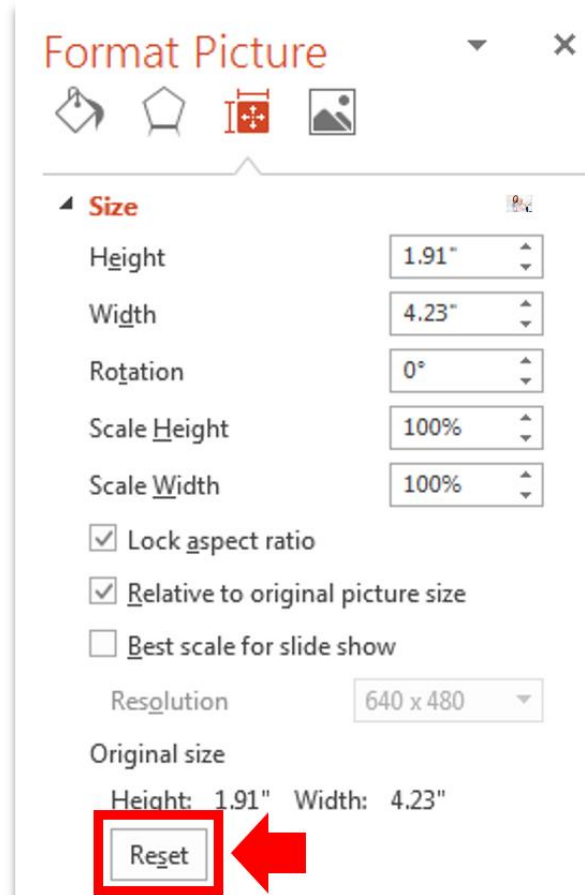 Format Picture
Size
Height 1.91"
Width 4.23"
Rotation 0°
Scale Height 100%
Scale Width 100%
Lock aspect ratio
Relative to original picture size
Best scale for slide show
Resolution 640 x 480
Original size
Height: 1.91" Width: 4.23"
Reset